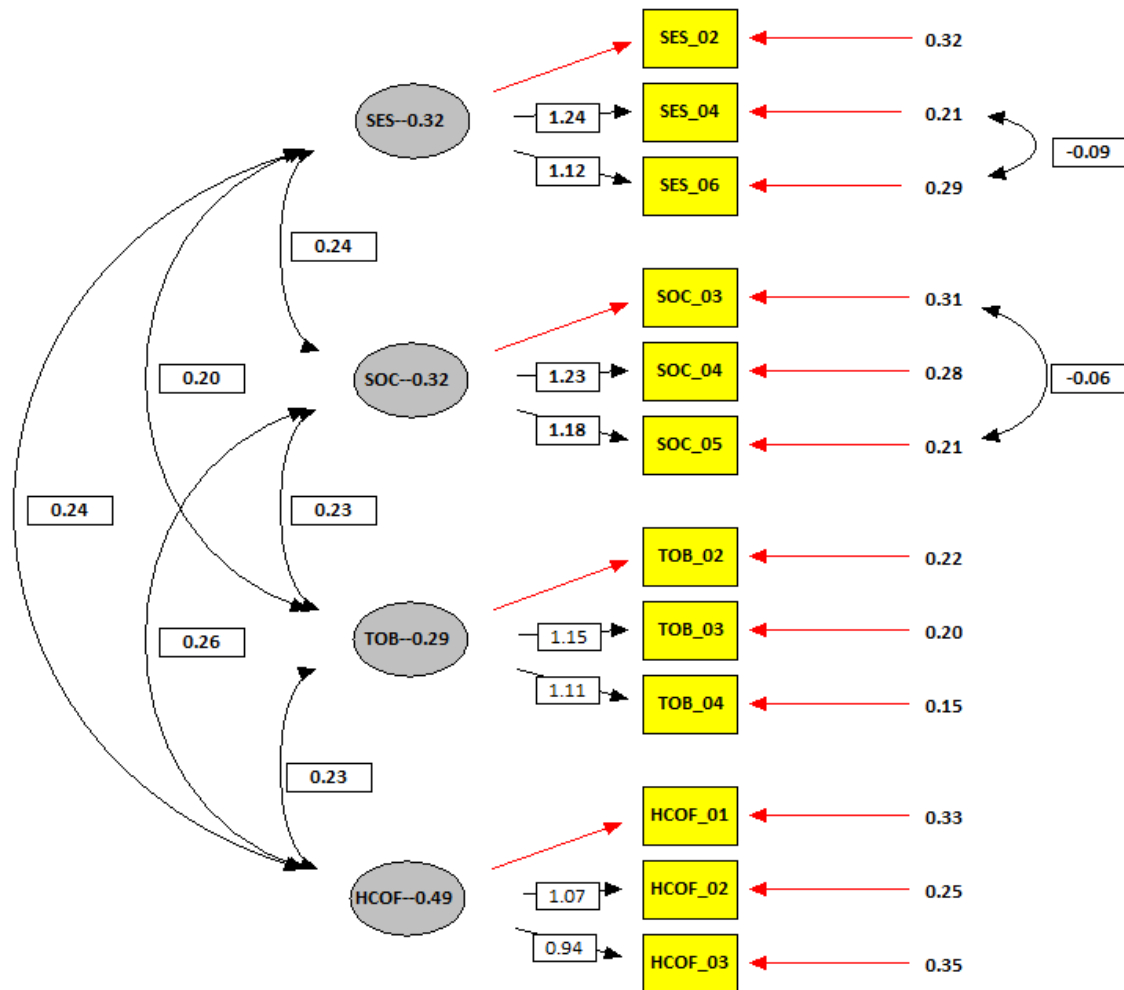 SES_02
0.32
SES--0.32
1.24
SES_04
0.21
-0.09
1.12
SES_06
0.29
0.24
SOC_03
0.31
0.20
SOC--0.32
1.23
SOC_04
0.28
-0.06
1.18
SOC_05
0.21
0.24
0.23
TOB_02
0.22
0.26
TOB--0.29
1.15
TOB_03
0.20
1.11
TOB_04
0.15
0.23
HCOF_01
0.33
HCOF--0.49
1.07
HCOF_02
0.25
0.94
HCOF_03
0.35